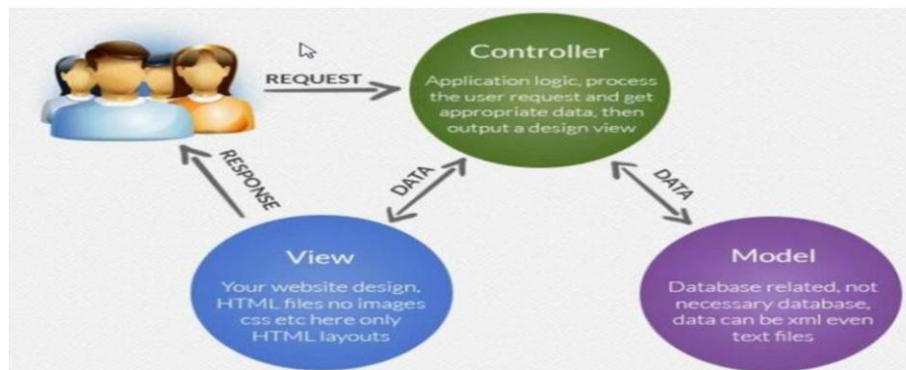 REQUEST
Controller
Application logic, process
the user request and get
appropriate data, then
output a design view
RESPONSE
DATA
DATA
View
Your website design,
HTML files no images
css etc here only
HTML layouts
Model
Database related, not
necessary database,
data can be xml even
text files